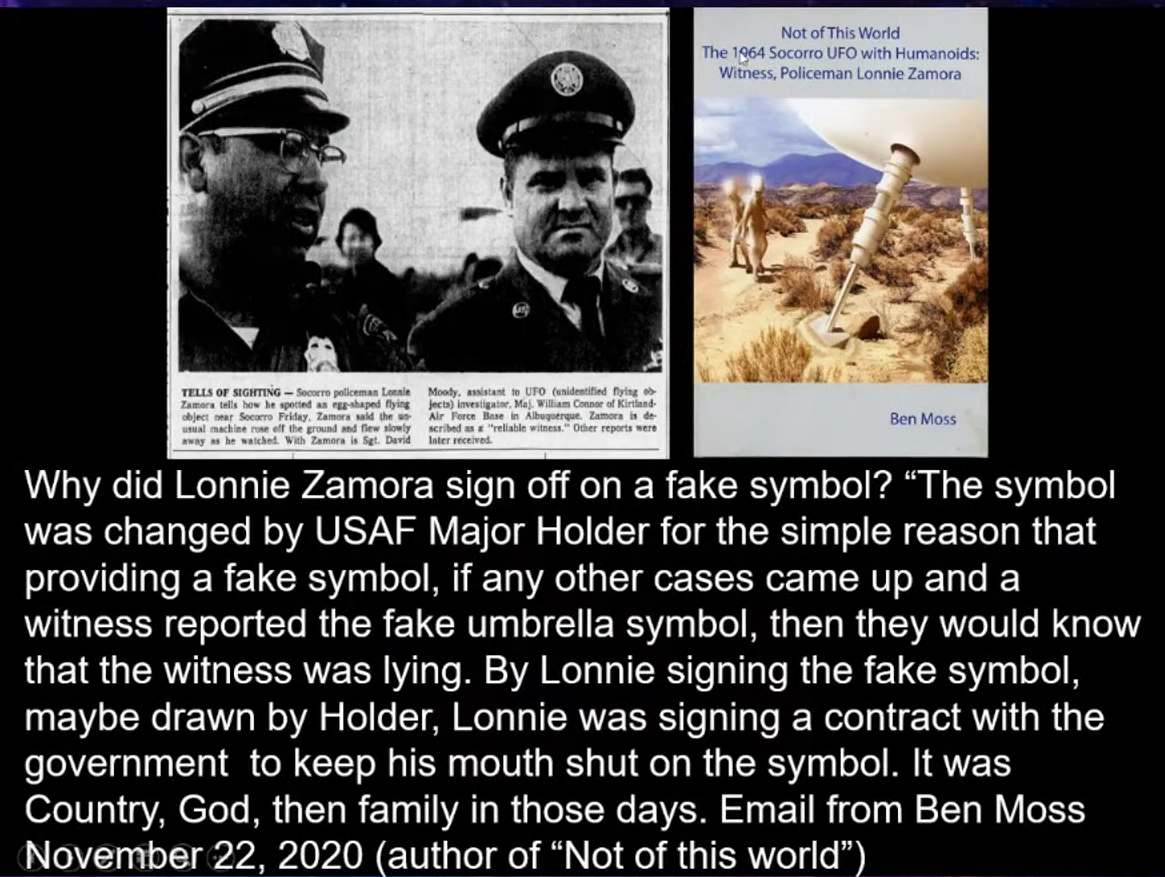 Not of This World
The 1964 Socorro UFO with Humanoids:
Witness, Policeman Lonnie Zamora
TELLS OF SIGHTING — Socorro policeman Lonnie
Zamora tells how he spotted an egg-shaped flying
object near Socorro Friday. Zamora said the un-
usual machine rose off the ground and flew slowly
away as he watched. With Zamora is Sgt. David
Moody, assistant to UFO (unidentified flying ob-
jects) investigator, Maj. William Connor of Kirtland
Air Force Base in Albuquerque. Zamora is de-
scribed as a "reliable witness." Other reports were
later received.
Ben Moss
Why did Lonnie Zamora sign off on a fake symbol? “The symbol
was changed by USAF Major Holder for the simple reason that
providing a fake symbol, if any other cases came up and a
witness reported the fake umbrella symbol, then they would know
that the witness was lying. By Lonnie signing the fake symbol,
maybe drawn by Holder, Lonnie was signing a contract with the
government  to keep his mouth shut on the symbol. It was
Country, God, then family in those days. Email from Ben Moss
November 22, 2020 (author of “Not of this world”)